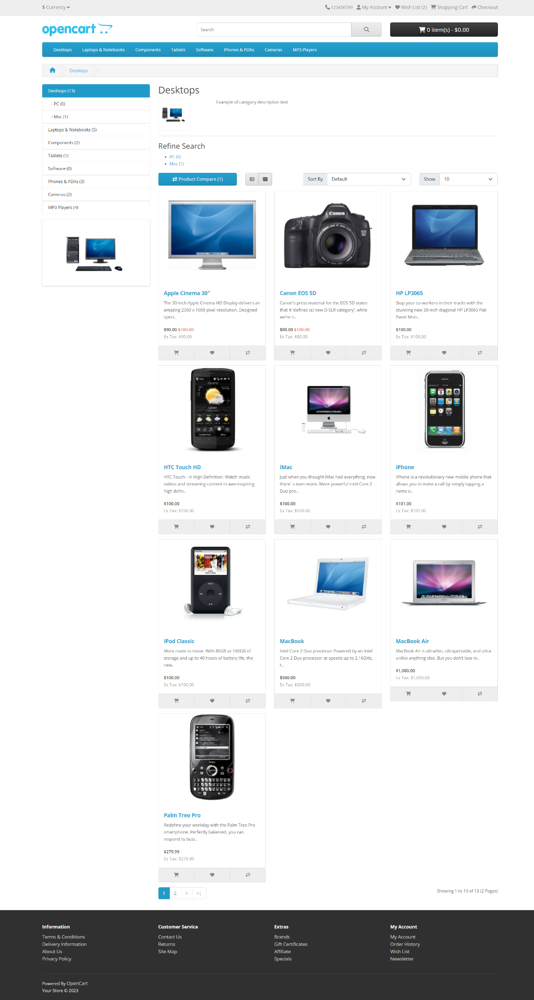 $ Currency
123456789 My Account Wish List (2) Shopping Cart Checkout
opencart
Search
0 item(s) - $0.00
Desktops Laptops & Notebooks Components Tablets Software Phones & PDAs Cameras MP3 Players
Desktops
Desktops (13)
- PC (0)
- Mac (1)
Laptops & Notebooks (5)
Components (2)
Tablets (1)
Software (0)
Phones & PDAs (3)
Cameras (2)
MP3 Players (4)
Desktops
Example of category description text
Refine Search
PC (0)
Mac (1)
Product Compare (1)
Sort By Default
Show 10
Canon
EOS
5D
Apple Cinema 30"
The 30-inch Apple Cinema HD Display delivers an
amazing 2560 x 1600 pixel resolution. Designed
speci..
$90.00 $100.00
Ex Tax: $90.00
Canon EOS 5D
Canon's press material for the EOS 5D states
that it 'defines (a) new D-SLR category', while
we're n..
$80.00 $100.00
Ex Tax: $80.00
HP LP3065
Stop your co-workers in their tracks with the
stunning new 30-inch diagonal HP LP3065 Flat
Panel Mon..
$100.00
Ex Tax: $100.00
Start
Weather
London
Update Now Menu
HTC Touch HD
HTC Touch - in High Definition. Watch music
videos and streaming content in awe-inspiring
high defin..
$100.00
Ex Tax: $100.00
iMac
Just when you thought iMac had everything, now
there´s even more. More powerful Intel Core 2
Duo pro..
$100.00
Ex Tax: $100.00
iPhone
iPhone is a revolutionary new mobile phone that
allows you to make a call by simply tapping a
name o..
$101.00
Ex Tax: $101.00
MENU
iPod Classic
More room to move. With 80GB or 160GB of
storage and up to 40 hours of battery life, the
new..
$100.00
Ex Tax: $100.00
MacBook
Intel Core 2 Duo processor Powered by an Intel
Core 2 Duo processor at speeds up to 2.16GHz,
t..
$500.00
Ex Tax: $500.00
MacBook Air
MacBook Air is ultrathin, ultraportable, and ultra
unlike anything else. But you don't lose in..
$1,000.00
Ex Tax: $1,000.00
Treo
palm
Palm Treo Pro
Redefine your workday with the Palm Treo Pro
smartphone. Perfectly balanced, you can
respond to busi..
$279.99
Ex Tax: $279.99
1 2 > >|
Showing 1 to 10 of 13 (2 Pages)
Information
Terms & Conditions
Delivery Information
About Us
Privacy Policy
Customer Service
Contact Us
Returns
Site Map
Extras
Brands
Gift Certificates
Affiliate
Specials
My Account
My Account
Order History
Wish List
Newsletter
Powered By OpenCart
Your Store © 2023